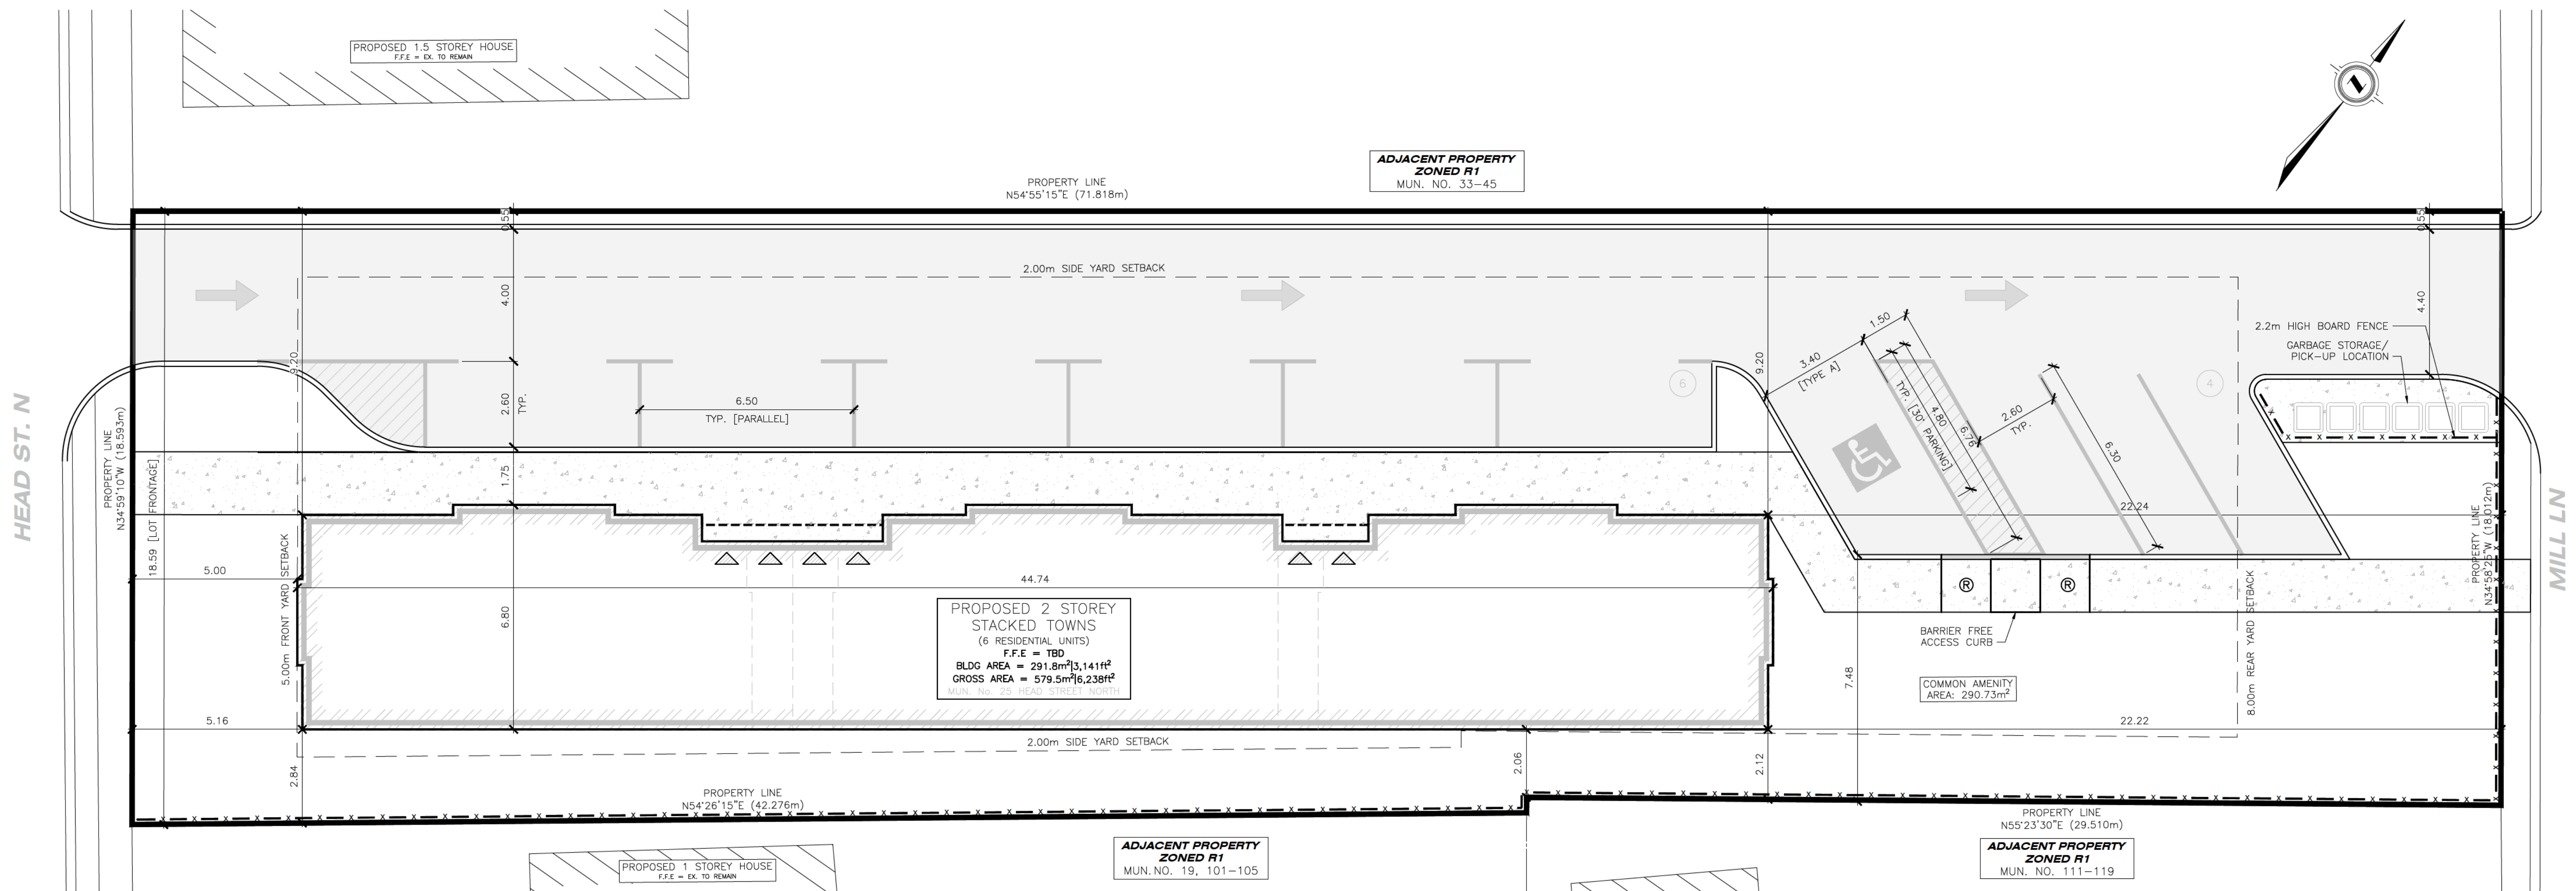 PROPOSED 1.5 STOREY HOUSE
F.F.E = EX. TO REMAIN
N
ADJACENT PROPERTY
ZONED R1
MUN. NO. 33-45
PROPERTY LINE
N54°55'15"E (71.818m)
0.55
0.55
2.00m SIDE YARD SETBACK
4.00
4.40
9.20
9.20
1.50
3.40
[TYPE A]
2.2m HIGH BOARD FENCE
GARBAGE STORAGE/
PICK-UP LOCATION
6
4
2.60
TYP.
6.50
TYP. [PARALLEL]
TYP. [30° PARKING]
4.80
6.76
2.60
TYP.
6.30
HEAD ST. N
PROPERTY LINE
N34°59'10"W (18.593m)
18.59 [LOT FRONTAGE]
1.75
22.24
PROPERTY LINE
N34°58'25"W (18.012m)
MILL LN
5.00
5.00m FRONT YARD SETBACK
44.74
6.80
PROPOSED 2 STOREY
STACKED TOWNS
(6 RESIDENTIAL UNITS)
F.F.E = TBD
BLDG AREA = 291.8m²|3,141ft²
GROSS AREA = 579.5m²|6,238ft²
MUN. No. 25 HEAD STREET NORTH
® ®
BARRIER FREE
ACCESS CURB
8.00m REAR YARD SETBACK
7.48
COMMON AMENITY
AREA: 290.73m²
5.16
22.22
2.00m SIDE YARD SETBACK
2.84
2.06
2.12
PROPERTY LINE
N54°26'15"E (42.276m)
PROPERTY LINE
N55°23'30"E (29.510m)
PROPOSED 1 STOREY HOUSE
F.F.E = EX. TO REMAIN
ADJACENT PROPERTY
ZONED R1
MUN. NO. 19, 101-105
ADJACENT PROPERTY
ZONED R1
MUN. NO. 111-119